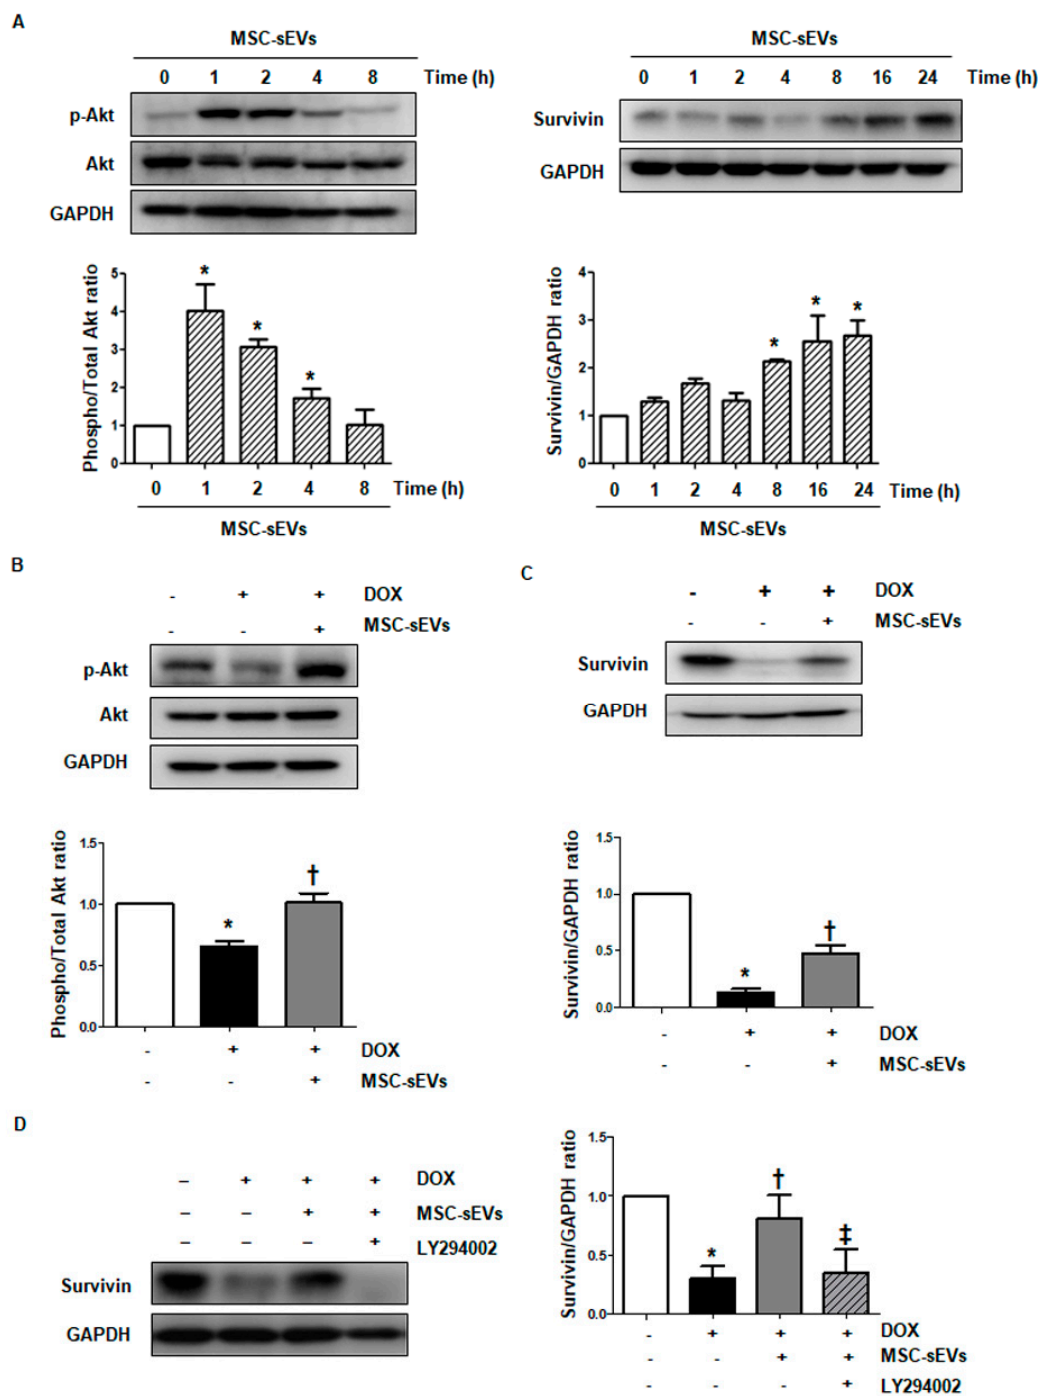 A
MSC-sEVs
0 1 2 4 8 Time (h)
p-Akt
Akt
GAPDH
Phospho/Total Akt ratio
5
4
3
2
1
0
* * *
0 1 2 4 8 Time (h)
MSC-sEVs
MSC-sEVs
0 1 2 4 8 16 24 Time (h)
Survivin
GAPDH
Survivin/GAPDH ratio
4
3
2
1
0
* * *
0 1 2 4 8 16 24 Time (h)
MSC-sEVs
B
- + + DOX
- - + MSC-sEVs
p-Akt
Akt
GAPDH
Phospho/Total Akt ratio
1.5
1.0
0.5
0.0
* †
- + + DOX
- - + MSC-sEVs
C
- + + DOX
- - + MSC-sEVs
Survivin
GAPDH
Survivin/GAPDH ratio
1.5
1.0
0.5
0.0
* †
- + + DOX
- - + MSC-sEVs
D
– + + + DOX
– – + + MSC-sEVs
– – – + LY294002
Survivin
GAPDH
Survivin/GAPDH ratio
1.5
1.0
0.5
0.0
* † ‡
- + + + DOX
- - + + MSC-sEVs
- - - + LY294002